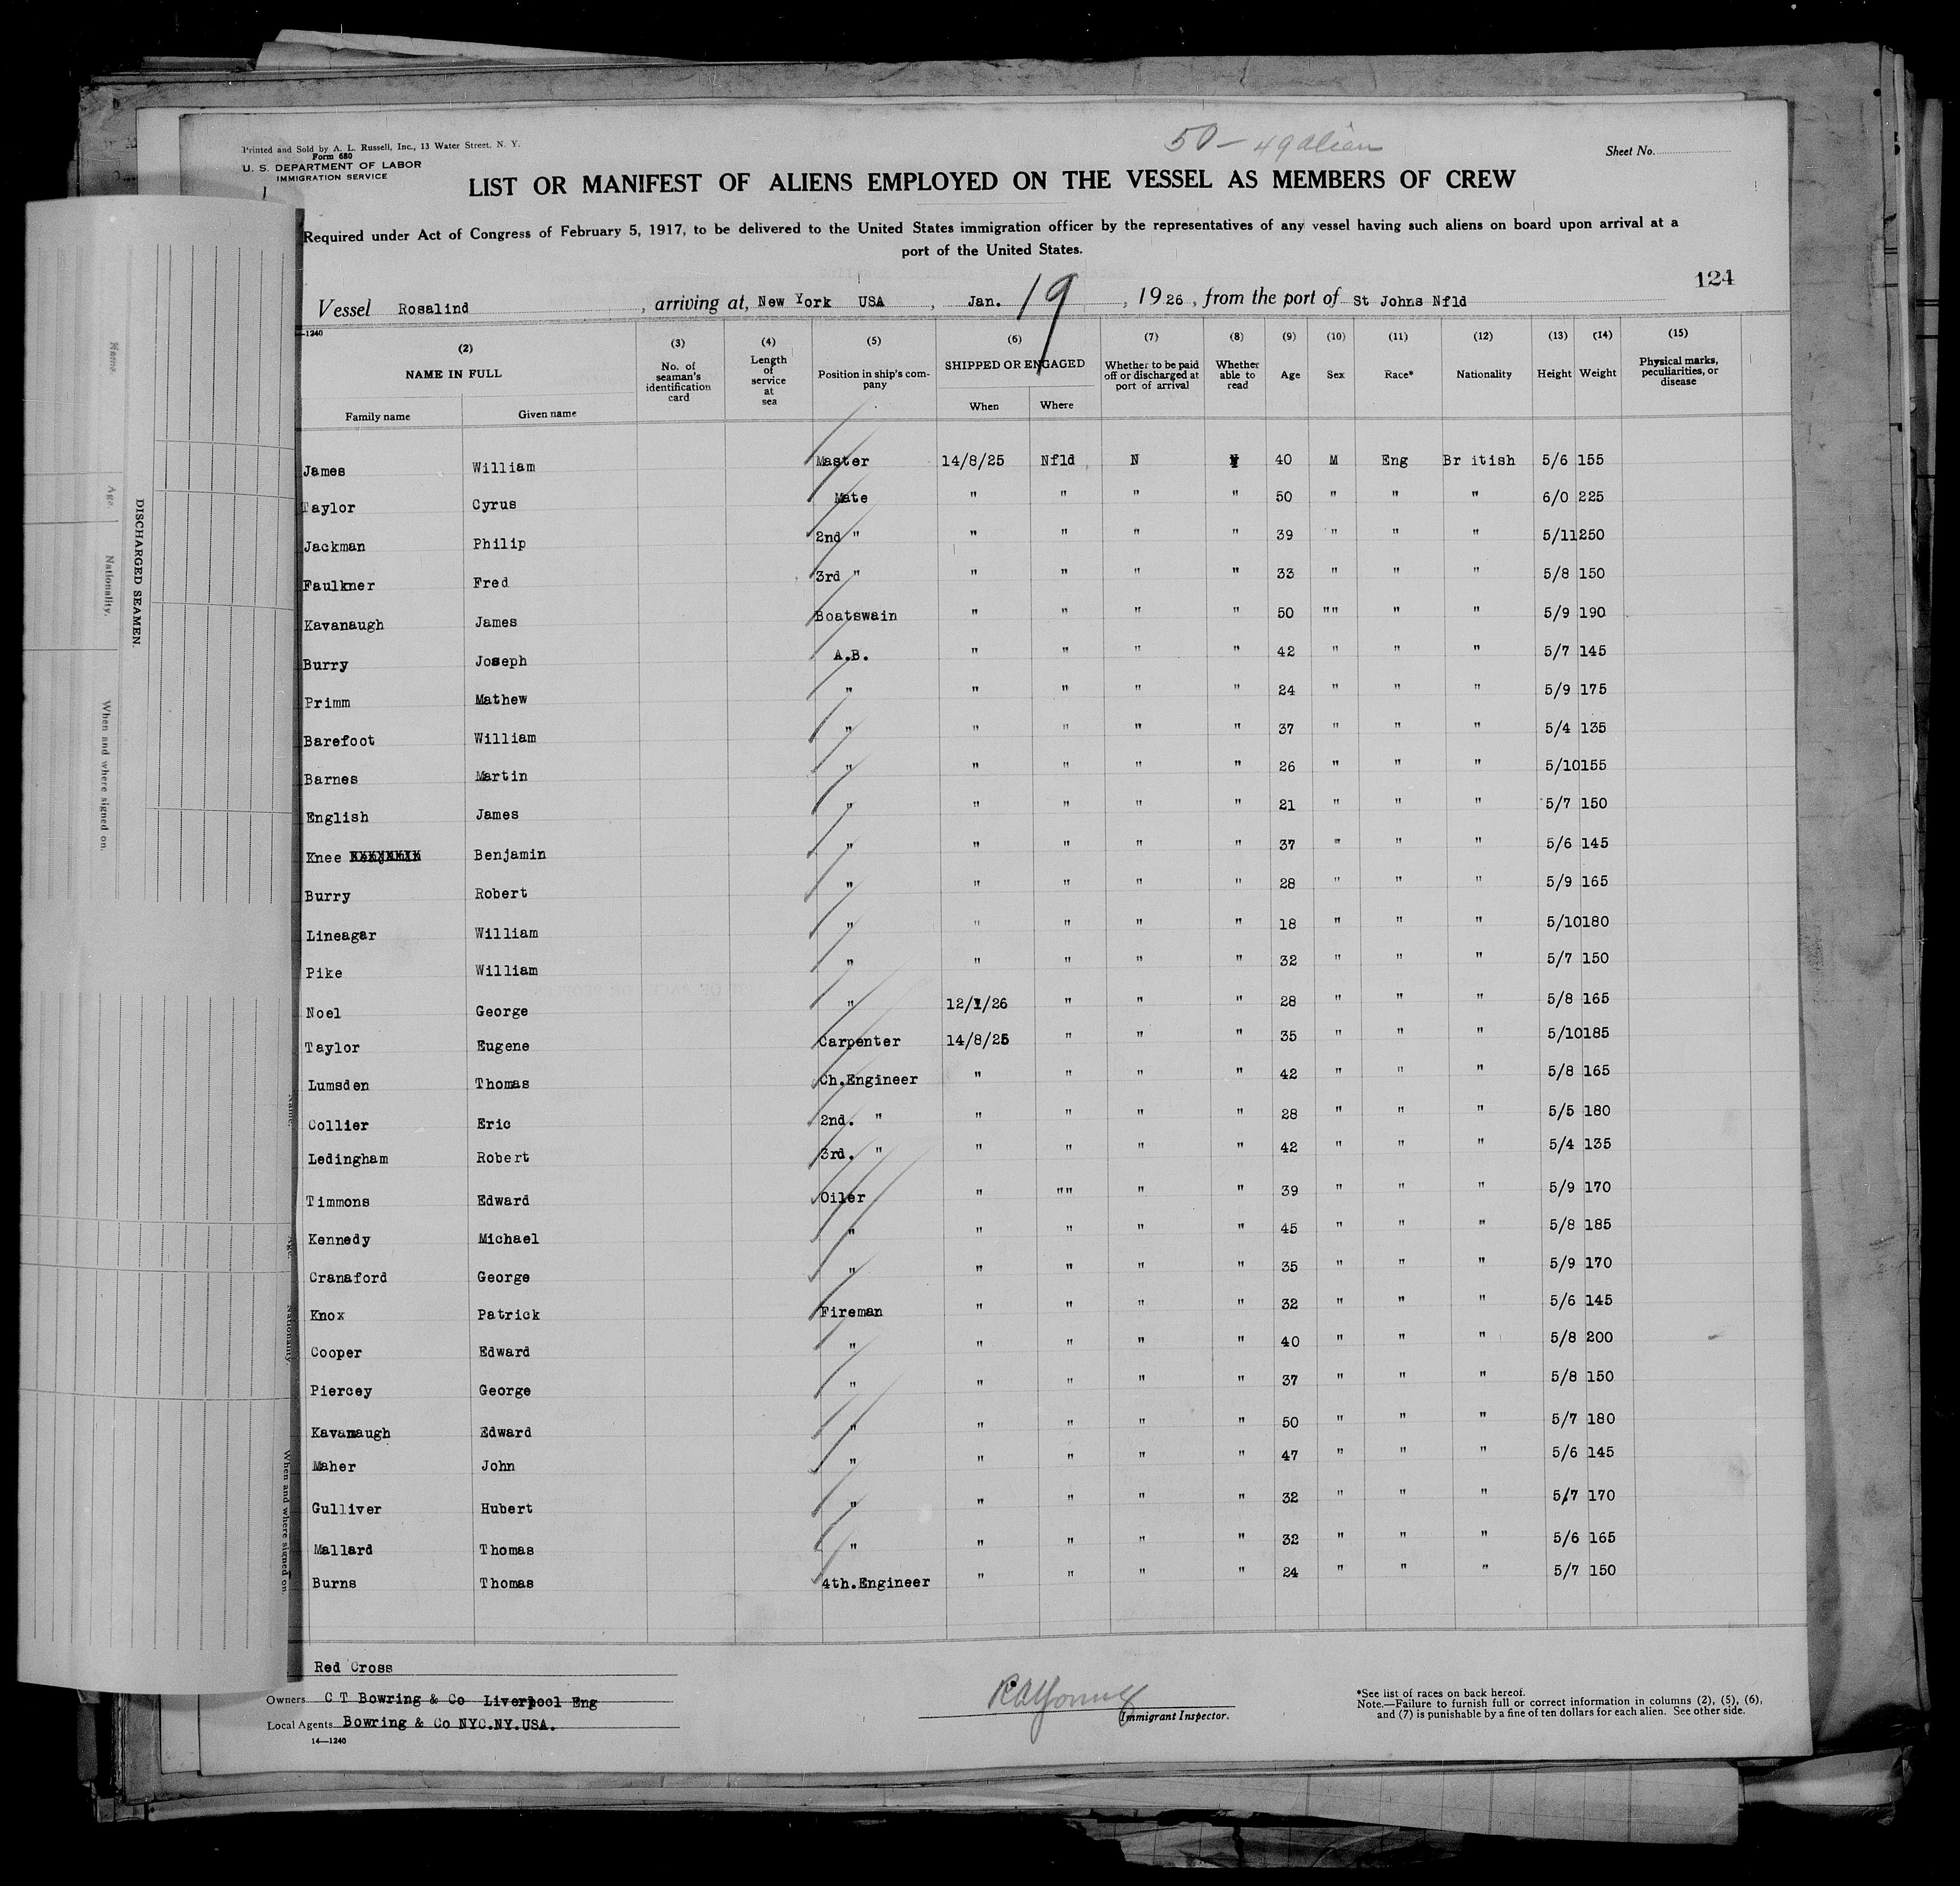 50 - 49 alien
Printed and Sold by A. L. Russell, Inc., 13 Water Street, N. Y.
Form 680
U. S. DEPARTMENT OF LABOR
IMMIGRATION SERVICE
Sheet No.
LIST OR MANIFEST OF ALIENS EMPLOYED ON THE VESSEL AS MEMBERS OF CREW
Required under Act of Congress of February 5, 1917, to be delivered to the United States immigration officer by the representatives of any vessel having such aliens on board upon arrival at a
port of the United States.
124
Vessel Rosalind, arriving at, New York USA, Jan. 19, 1926, from the port of St Johns Nfld
—1240
(2) NAME IN FULL Family name Given name
(3) No. of seaman's identification card
(4) Length of service at sea
(5) Position in ship's company
(6) SHIPPED OR ENGAGED When Where
(7) Whether to be paid off or discharged at port of arrival
(8) Whether able to read
(9) Age
(10) Sex
(11) Race*
(12) Nationality
(13) Height
(14) Weight
(15) Physical marks, peculiarities, or disease
James William Master 14/8/25 Nfld N Y 40 M Eng Br itish 5/6 155
Taylor Cyrus Mate " " " " 50 " " " 6/0 225
Jackman Philip 2nd " " " " " 39 " " " 5/11 250
Faulkner Fred 3rd " " " " " 33 " " " 5/8 150
Kavanaugh James Boatswain " " " " 50 "" " " 5/9 190
Burry Joseph A.B. " " " " 42 " " " 5/7 145
Primm Mathew " " " " " 24 " " " 5/9 175
Barefoot William " " " " " 37 " " " 5/4 135
Barnes Martin " " " " " 26 " " " 5/10 155
English James " " " " " 21 " " " 5/7 150
Knee Benjamin " " " " " 37 " " " 5/6 145
Burry Robert " " " " " 28 " " " 5/9 165
Lineagar William " " " " " 18 " " " 5/10 180
Pike William " " " " " 32 " " " 5/7 150
Noel George " 12/1/26 " " " 28 " " " 5/8 165
Taylor Eugene Carpenter 14/8/25 " " " 35 " " " 5/10 185
Lumsden Thomas Ch.Engineer " " " " 42 " " " 5/8 165
Collier Eric 2nd. " " " " " 28 " " " 5/5 180
Ledingham Robert 3rd. " " " " " 42 " " " 5/4 135
Timmons Edward Oiler " "" " " 39 " " " 5/9 170
Kennedy Michael " " " " " 45 " " " 5/8 185
Cranaford George " " " " " 35 " " " 5/9 170
Knox Patrick Fireman " " " " 32 " " " 5/6 145
Cooper Edward " " " " " 40 " " " 5/8 200
Piercey George " " " " " 37 " " " 5/8 150
Kavanaugh Edward " " " " " 50 " " " 5/7 180
Maher John " " " " " 47 " " " 5/6 145
Gulliver Hubert " " " " " 32 " " " 5/7 170
Mallard Thomas " " " " " 32 " " " 5/6 165
Burns Thomas 4th.Engineer " " " " 24 " " " 5/7 150
Red Cross
Owners C T Bowring & Co Liverpool Eng
Local Agents Bowring & Co NYC.NY.USA.
14—1240
Immigrant Inspector.
*See list of races on back hereof.
Note.—Failure to furnish full or correct information in columns (2), (5), (6),
and (7) is punishable by a fine of ten dollars for each alien. See other side.
DISCHARGED SEAMEN.
Name.
Age.
Nationality.
When and where signed on.
Name.
Age.
Nationality.
When and where signed on.